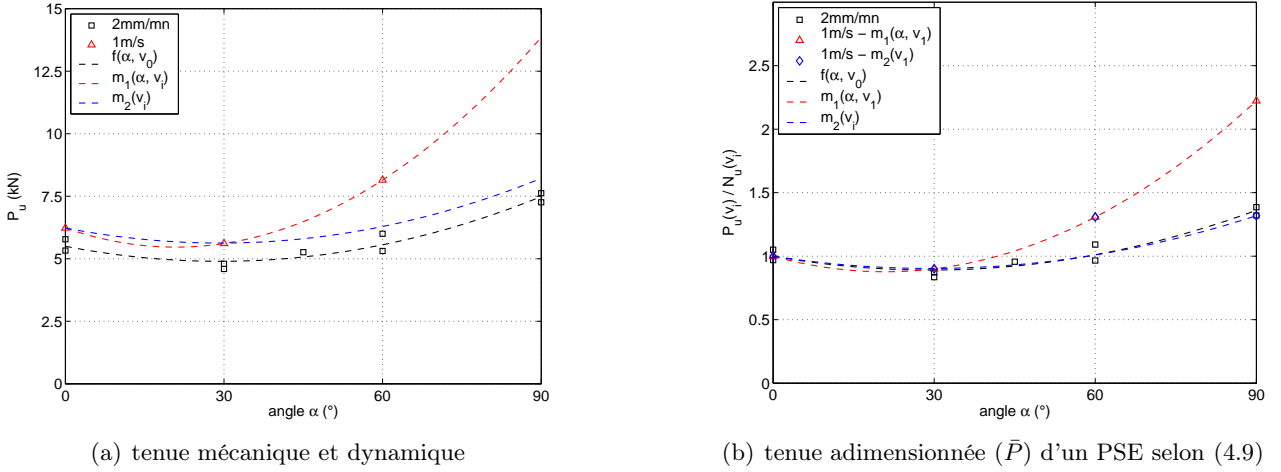 15
12.5
10
7.5
5
2.5
0
P_u (kN)
2mm/mn
1m/s
f(α, v_0)
m_1(α, v_i)
m_2(v_i)
0 30 60 90
angle α (°)
(a) tenue mécanique et dynamique
2.5
2
1.5
1
0.5
0
P_u(v_i) / N_u(v_i)
2mm/mn
1m/s − m_1(α, v_1)
1m/s − m_2(v_1)
f(α, v_0)
m_1(α, v_1)
m_2(v_i)
0 30 60 90
angle α (°)
(b) tenue adimensionnée (P̄) d'un PSE selon (4.9)